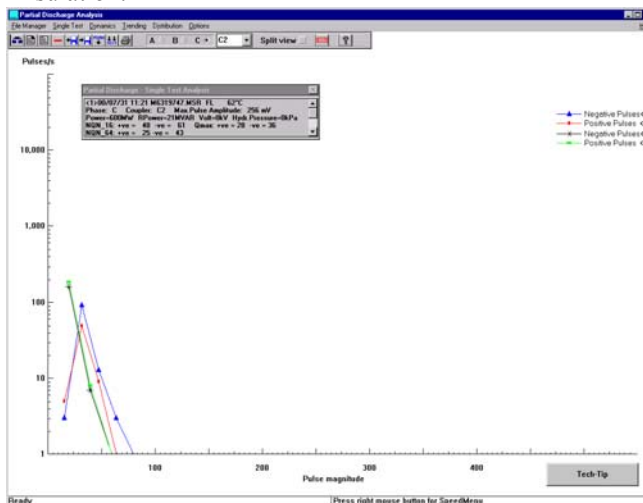 Partial Discharge Analysis
File Manager Single Test Dynamics Trending Distribution Options
A B C C2 Split view
Pulses/s
Partial Discharge - Single Test Analysis
<1>00/07/31 11:21 M6319747.MSR FL 62°C
Phase: C Coupler: C2 Max.Pulse Amplitude: 256 mV
Power=600MW RPower=21MVAR Volt=0kV Hydr.Pressure=0kPa
NQN_16: +ve = 48 -ve = 61 Qmax: +ve = 28 -ve = 36
NQN_64: +ve = 25 -ve = 43
Negative Pulses
Positive Pulses <
Negative Pulses
Positive Pulses <
10,000
1,000
100
10
1
100 200 300 400
Pulse magnitude
Tech-Tip
Ready Press right mouse button for SpeedMenu